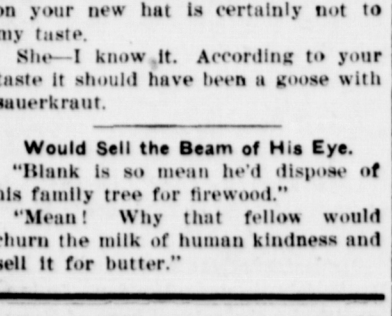 on your new hat is certainly not to
my taste.
She—I know it. According to your
taste it should have been a goose with
sauerkraut.
Would Sell the Beam of His Eye.
"Blank is so mean he'd dispose of
his family tree for firewood."
"Mean! Why that fellow would
churn the milk of human kindness and
sell it for butter."